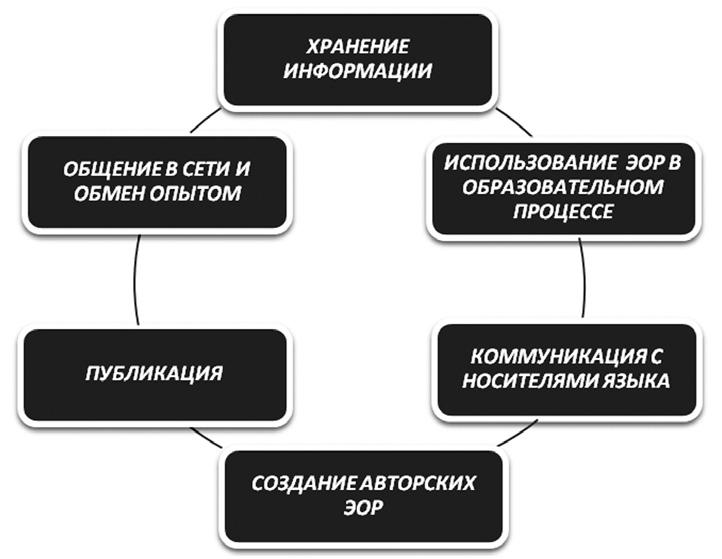 ХРАНЕНИЕ
ИНФОРМАЦИИ
ОБЩЕНИЕ В СЕТИ И
ОБМЕН ОПЫТОМ
ИСПОЛЬЗОВАНИЕ ЭОР В
ОБРАЗОВАТЕЛЬНОМ
ПРОЦЕССЕ
ПУБЛИКАЦИЯ
КОММУНИКАЦИЯ С
НОСИТЕЛЯМИ ЯЗЫКА
СОЗДАНИЕ АВТОРСКИХ
ЭОР